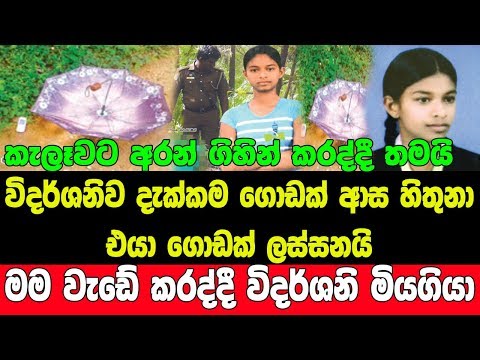 කැලෑවට අරන් ගිහින් කරද්දී තමයි
විදර්ශනිව දැක්කම ගොඩක් ආස හිතුනා
එයා ගොඩක් ලස්සනයි
මම වැඩේ කරද්දී විදර්ශනි මියගියා